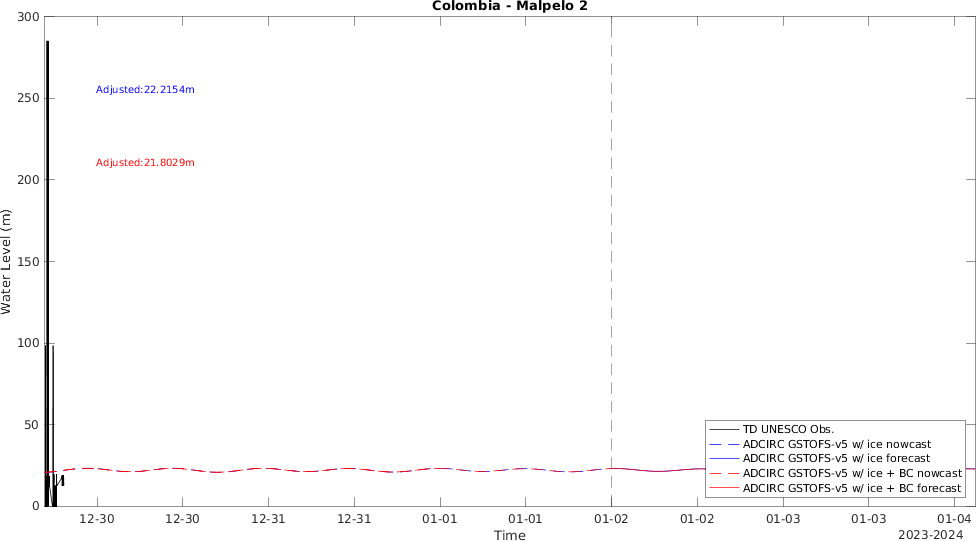 Colombia - Malpelo 2
300
250
200
150
100
50
0
Water Level (m)
Adjusted:22.2154m
Adjusted:21.8029m
TD UNESCO Obs.
ADCIRC GSTOFS-v5 w/ ice nowcast
ADCIRC GSTOFS-v5 w/ ice forecast
ADCIRC GSTOFS-v5 w/ ice + BC nowcast
ADCIRC GSTOFS-v5 w/ ice + BC forecast
12-30 12-30 12-31 12-31 01-01 01-01 01-02 01-02 01-03 01-03 01-04
Time
2023-2024